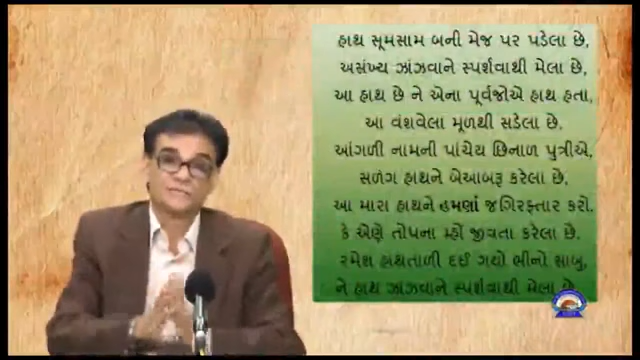 હાથ સૂમસામ બની મેજ પર પડેલા છે,
અસંખ્ય ઝાંઝવાને સ્પર્શવાથી મેલા છે,
આ હાથ છે ને એના પૂર્વજોએ હાથ હતા,
આ વંશવેલા મૂળથી સડેલા છે.
આંગળી નામની પાંચેય છિનાળ પુત્રીએ,
સળંગ હાથને બેઆબરૂ કરેલા છે,
આ મારા હાથને હમણાં જગિરફ્તાર કરો.
કે એણે તોપના મ્હોં જીવતા કરેલા છે.
રમેશ હાથતાળી દઈ ગયો ભીનો સાબુ,
ને હાથ ઝાંઝવાને સ્પર્શવાથી મેલા છે.